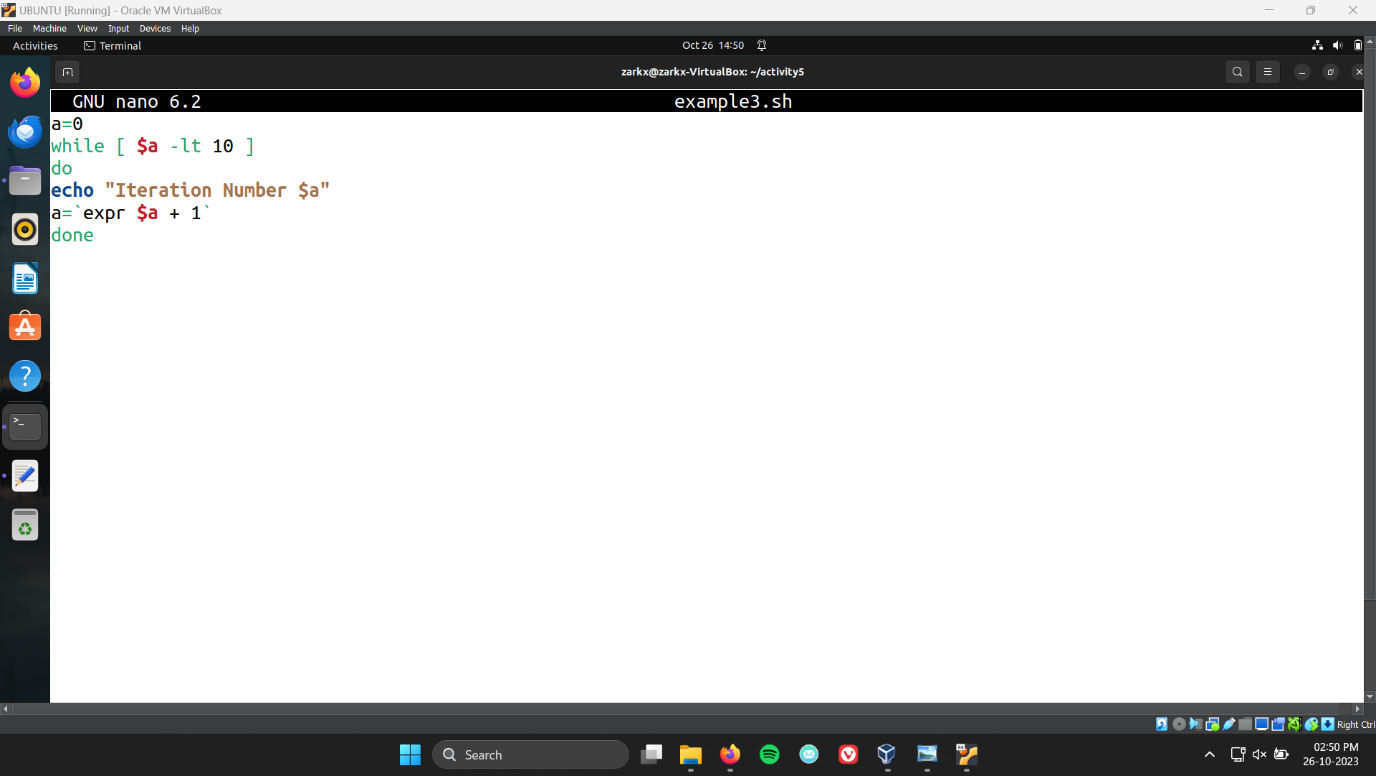 UBUNTU [Running] - Oracle VM VirtualBox
File Machine View Input Devices Help
Activities Terminal Oct 26 14:50
zarkx@zarkx-VirtualBox: ~/activity5
GNU nano 6.2 example3.sh
a=0
while [ $a -lt 10 ]
do
echo "Iteration Number $a"
a=`expr $a + 1`
done
Right Ctrl
Search
02:50 PM
26-10-2023